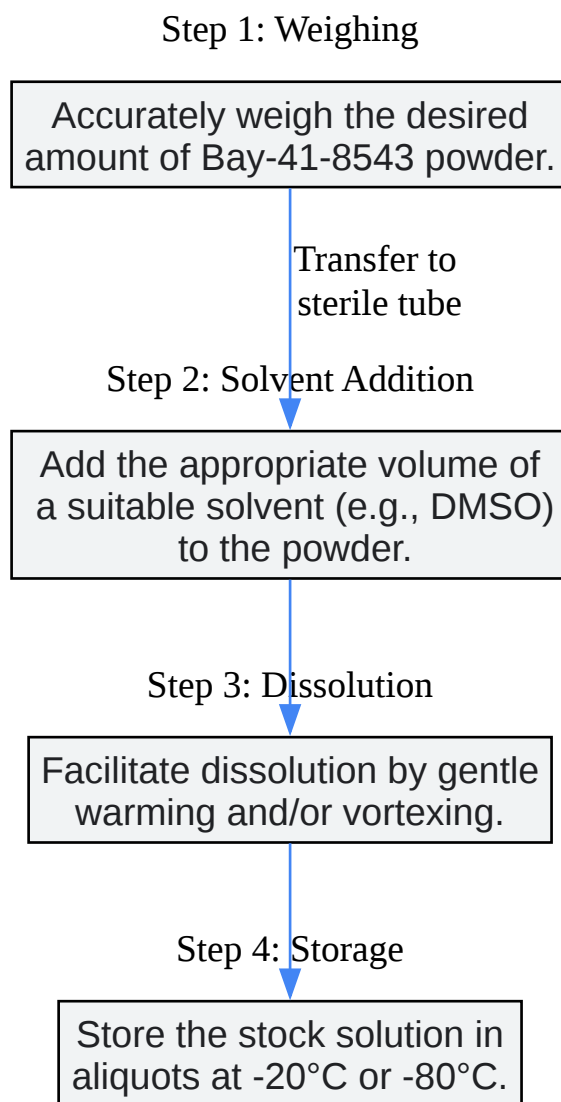 Step 1: Weighing
Accurately weigh the desired
amount of Bay-41-8543 powder.
Transfer to
sterile tube
Step 2: Solvent Addition
Add the appropriate volume of
a suitable solvent (e.g., DMSO)
to the powder.
Step 3: Dissolution
Facilitate dissolution by gentle
warming and/or vortexing.
Step 4: Storage
Store the stock solution in
aliquots at -20°C or -80°C.